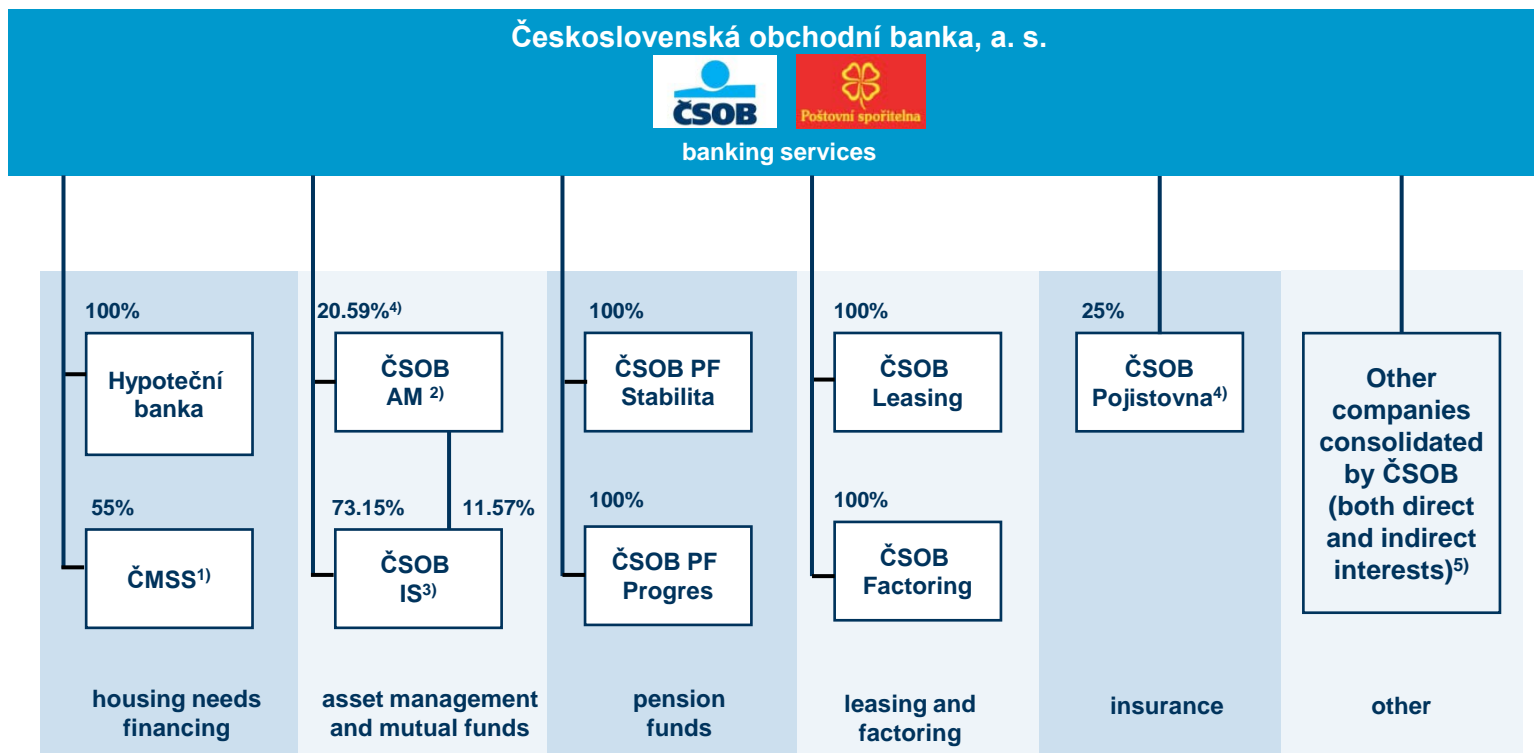 Československá obchodní banka, a. s.
ČSOB
Poštovní spořitelna
banking services
100%
Hypoteční
banka
55%
ČMSS1)
housing needs
financing
20.59%4)
ČSOB
AM 2)
73.15%
11.57%
ČSOB
IS3)
asset management
and mutual funds
100%
ČSOB PF
Stabilita
100%
ČSOB PF
Progres
pension
funds
100%
ČSOB
Leasing
100%
ČSOB
Factoring
leasing and
factoring
25%
ČSOB
Pojistovna4)
insurance
Other
companies
consolidated
by ČSOB
(both direct
and indirect
interests)5)
other